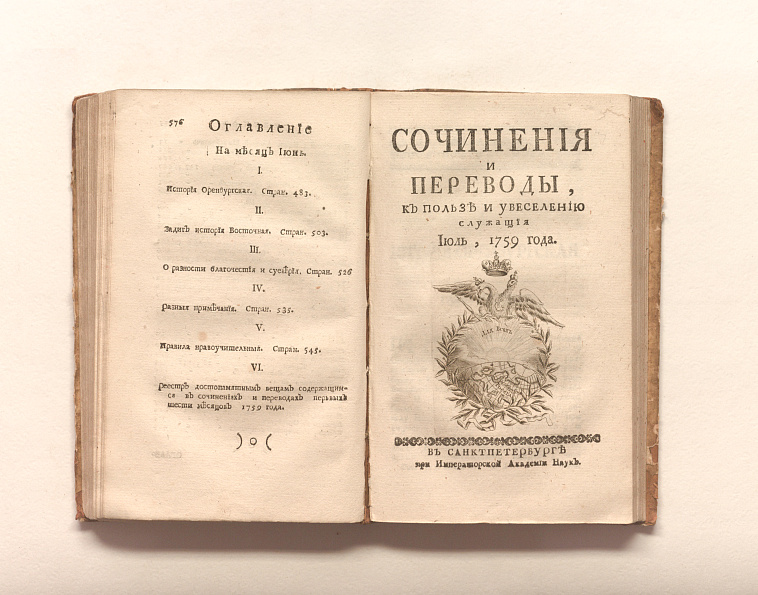 576
Оглавленіе
На мѣсяцъ Іюнь.
I.
Исторія Оренбургская. Стран. 483.
II.
Задигъ исторія Восточная. Стран. 503.
III.
О разности благочестія и суевѣрія. Стран. 526
IV.
Разныя примѣчанія. Стран. 535.
V.
Правила нравоучительныя. Стран. 545.
VI.
Реестръ достопамятнымъ вещамъ содержащим-
ся въ сочиненіяхъ и переводахъ первыхъ
шести мѣсяцовъ 1759 года.
)o(
СОЧИНЕНІЯ
И
ПЕРЕВОДЫ,
КЪ ПОЛЬЗѢ И УВЕСЕЛЕНІЮ
СЛУЖАЩІЯ
Іюль, 1759 года.
Для Всѣхъ
ВЪ САНКТПЕТЕРБУРГѢ
при Императорской Академіи Наукъ.